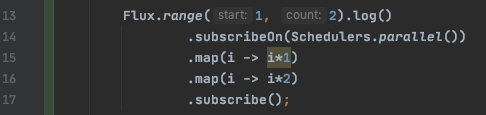 13 Flux.range( start: 1, count: 2).log()
14 .subscribeOn(Schedulers.parallel())
15 .map(i -> i*1)
16 .map(i -> i*2)
17 .subscribe();